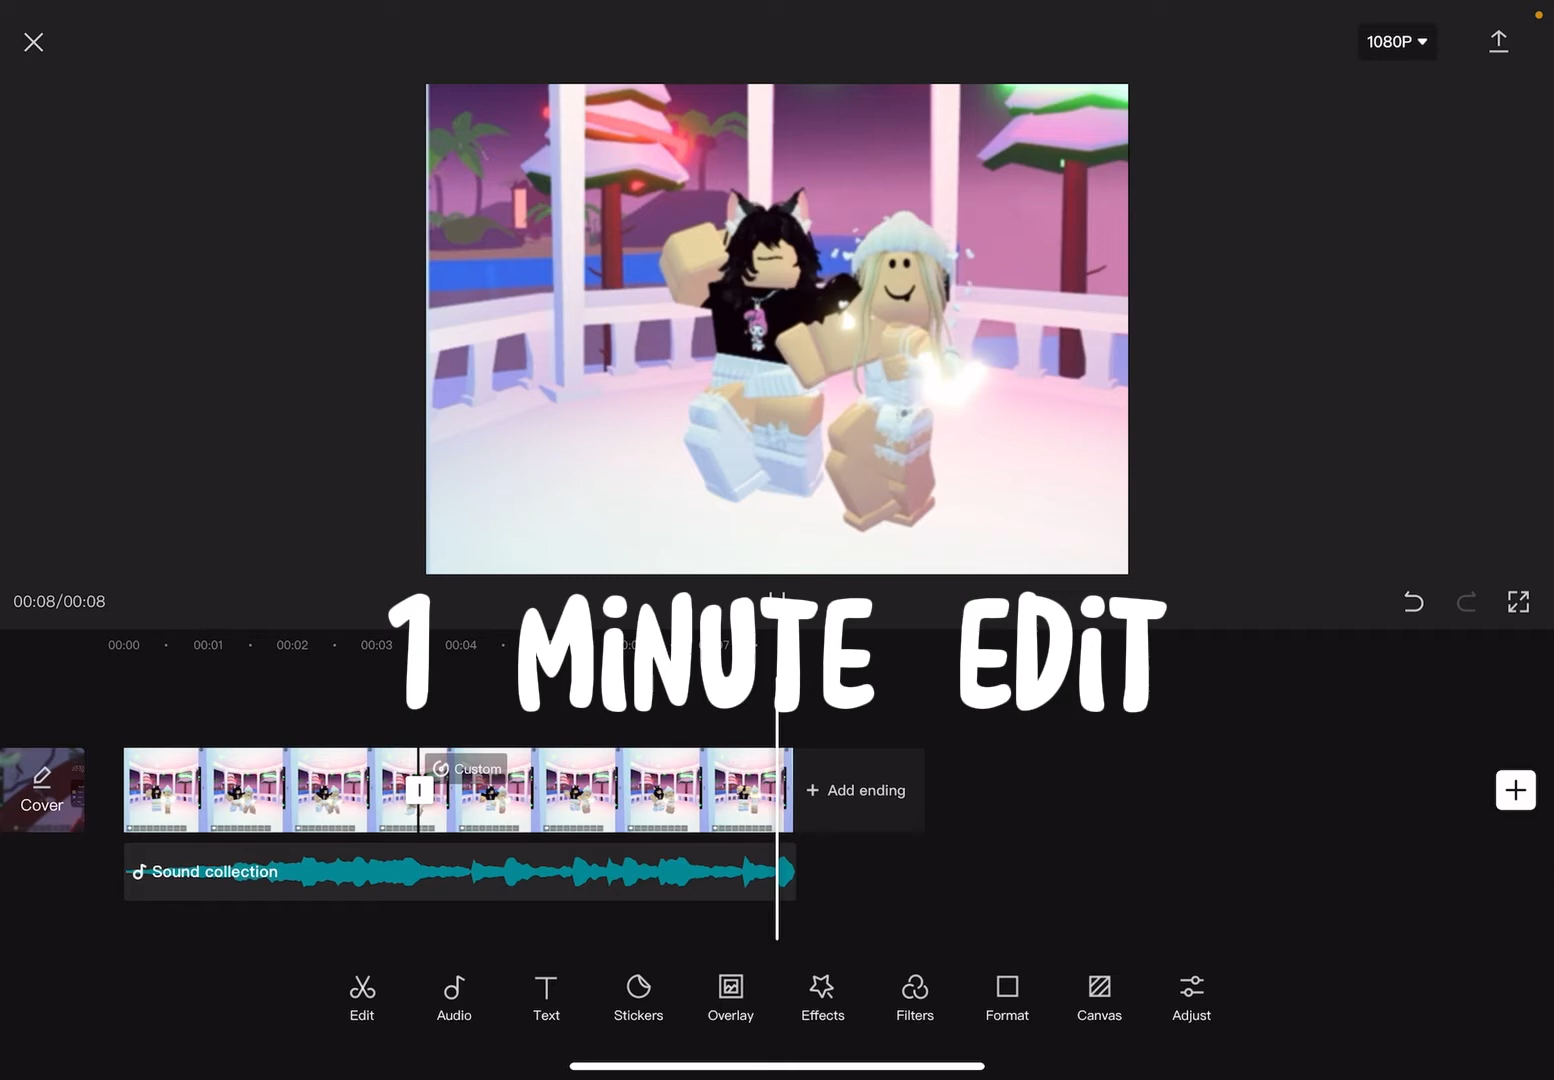 1080P
00:08/00:08
00:00 00:01 00:02 00:03 00:04
1 MiNUTE EDiT
Cover
Custom
+ Add ending
Sound collection
Edit Audio Text Stickers Overlay Effects Filters Format Canvas Adjust